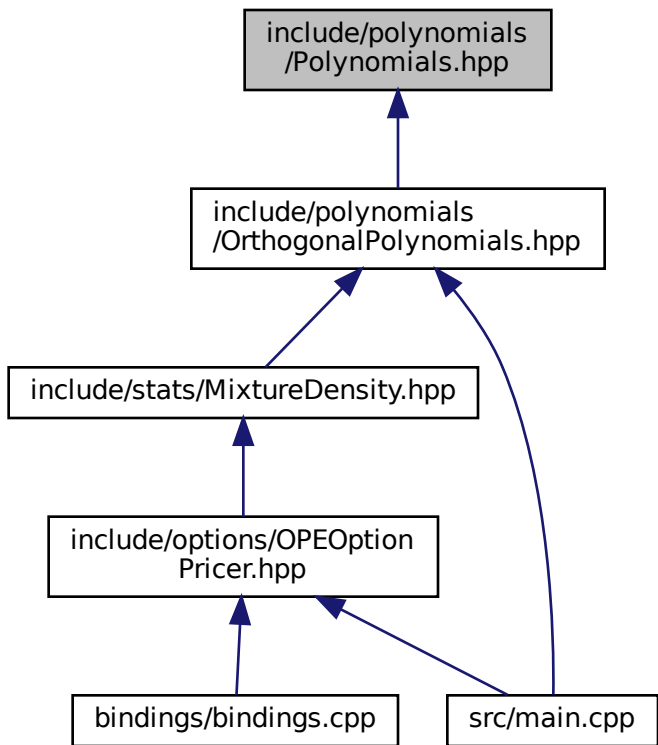 include/polynomials
/Polynomials.hpp
include/polynomials
/OrthogonalPolynomials.hpp
include/stats/MixtureDensity.hpp
include/options/OPEOption
Pricer.hpp
bindings/bindings.cpp
src/main.cpp